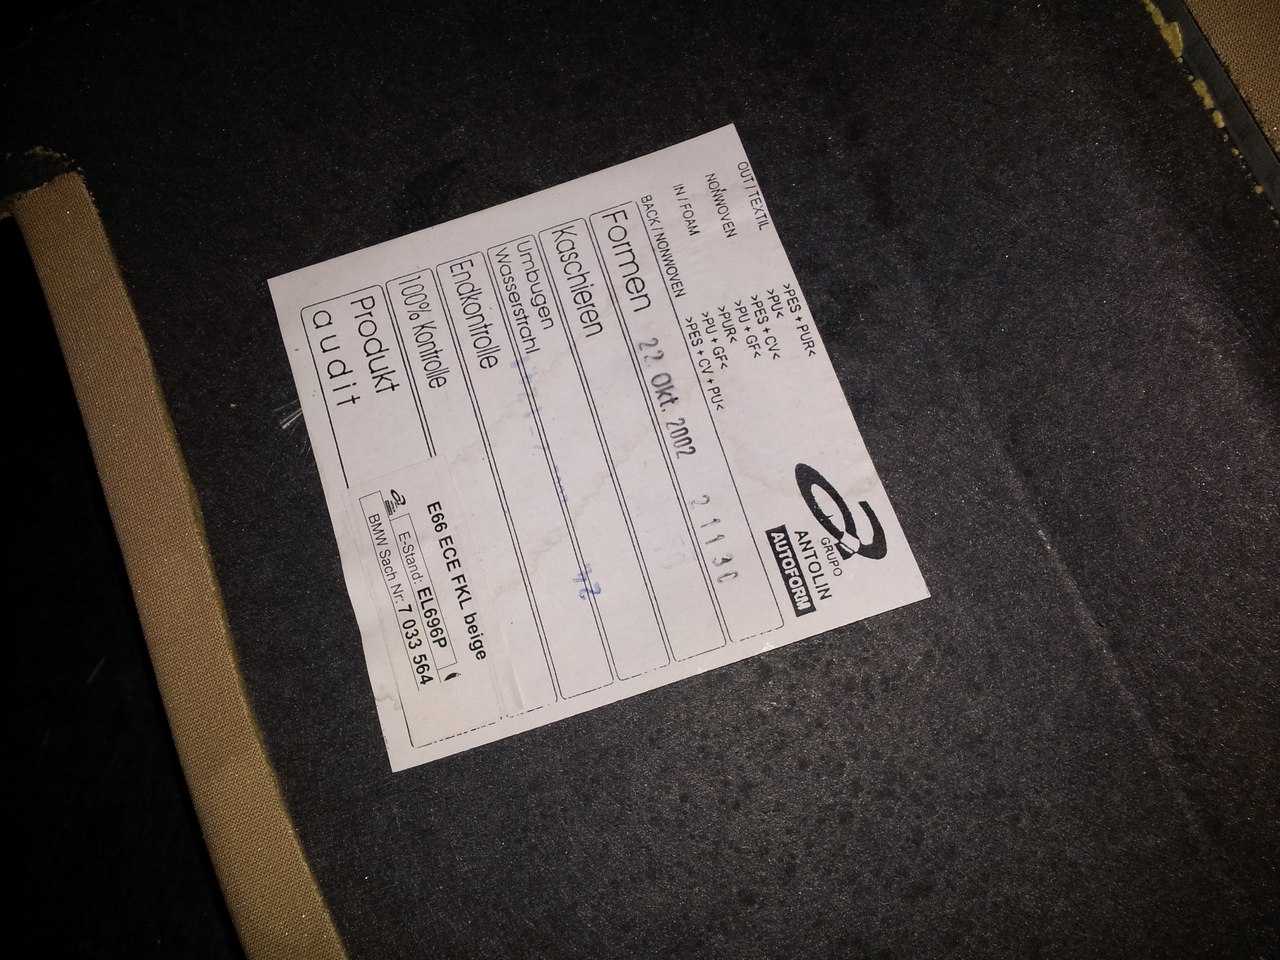 GRUPO
ANTOLIN
AUTOFORM
OUT / TEXTIL >PES + PUR<
>PU<
NONWOVEN >PES + CV<
>PU + GF<
IN / FOAM >PUR<
>PU + GF<
BACK / NONWOVEN >PES + CV + PU<
Formen 22. Okt. 2002
Kaschieren
Umbugen
Wasserstrahl
Endkontrolle
100% Kontrolle
Produkt
audit
E66 ECE FKL beige
E-Stand: EL696P
BMW Sach Nr: 7 033 564